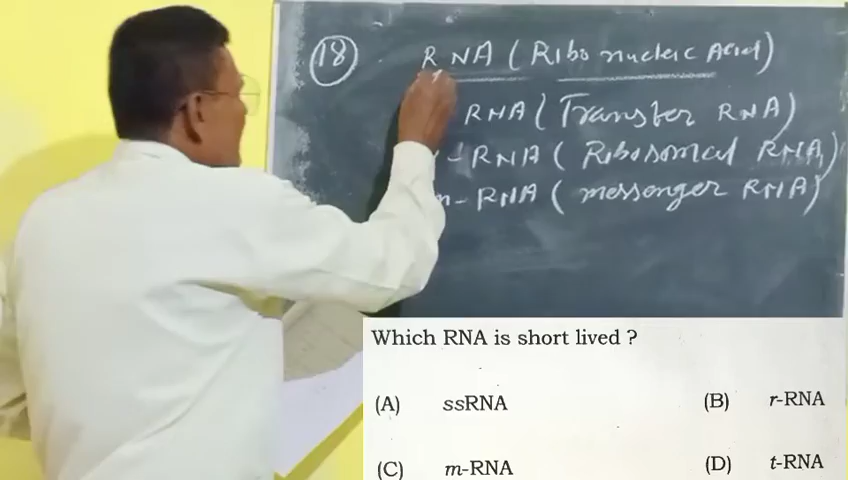 18 RNA (Ribo nucleic Acid)
RNA (Transfer RNA)
-RNA (Ribosomal RNA)
m-RNA (messenger RNA)
Which RNA is short lived ?
(A) ssRNA (B) r-RNA
(C) m-RNA (D) t-RNA